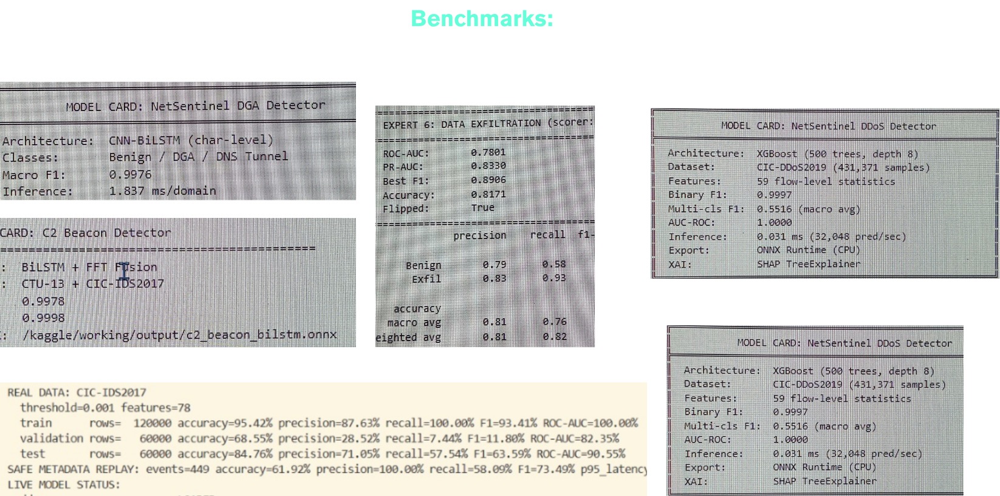 Benchmarks:
MODEL CARD: NetSentinel DGA Detector
Architecture: CNN-BiLSTM (char-level)
Classes: Benign / DGA / DNS Tunnel
Macro F1: 0.9976
Inference: 1.837 ms/domain
CARD: C2 Beacon Detector
==========================================
: BiLSTM + FFT Fusion
: CTU-13 + CIC-IDS2017
0.9978
0.9998
: /kaggle/working/output/c2_beacon_bilstm.onnx
EXPERT 6: DATA EXFILTRATION (scorer:
ROC-AUC: 0.7801
PR-AUC: 0.8330
Best F1: 0.8906
Accuracy: 0.8171
Flipped: True
precision recall f1-
Benign 0.79 0.58
Exfil 0.83 0.93
accuracy
macro avg 0.81 0.76
eighted avg 0.81 0.82
MODEL CARD: NetSentinel DDoS Detector
Architecture: XGBoost (500 trees, depth 8)
Dataset: CIC-DDoS2019 (431,371 samples)
Features: 59 flow-level statistics
Binary F1: 0.9997
Multi-cls F1: 0.5516 (macro avg)
AUC-ROC: 1.0000
Inference: 0.031 ms (32,048 pred/sec)
Export: ONNX Runtime (CPU)
XAI: SHAP TreeExplainer
MODEL CARD: NetSentinel DDoS Detector
Architecture: XGBoost (500 trees, depth 8)
Dataset: CIC-DDoS2019 (431,371 samples)
Features: 59 flow-level statistics
Binary F1: 0.9997
Multi-cls F1: 0.5516 (macro avg)
AUC-ROC: 1.0000
Inference: 0.031 ms (32,048 pred/sec)
Export: ONNX Runtime (CPU)
XAI: SHAP TreeExplainer
REAL DATA: CIC-IDS2017
threshold=0.001 features=78
train rows= 120000 accuracy=95.42% precision=87.63% recall=100.00% F1=93.41% ROC-AUC=100.00%
validation rows= 60000 accuracy=68.55% precision=28.52% recall=7.44% F1=11.80% ROC-AUC=82.35%
test rows= 60000 accuracy=84.76% precision=71.05% recall=57.54% F1=63.59% ROC-AUC=90.55%
SAFE METADATA REPLAY: events=449 accuracy=61.92% precision=100.00% recall=58.09% F1=73.49% p95_latency
LIVE MODEL STATUS: